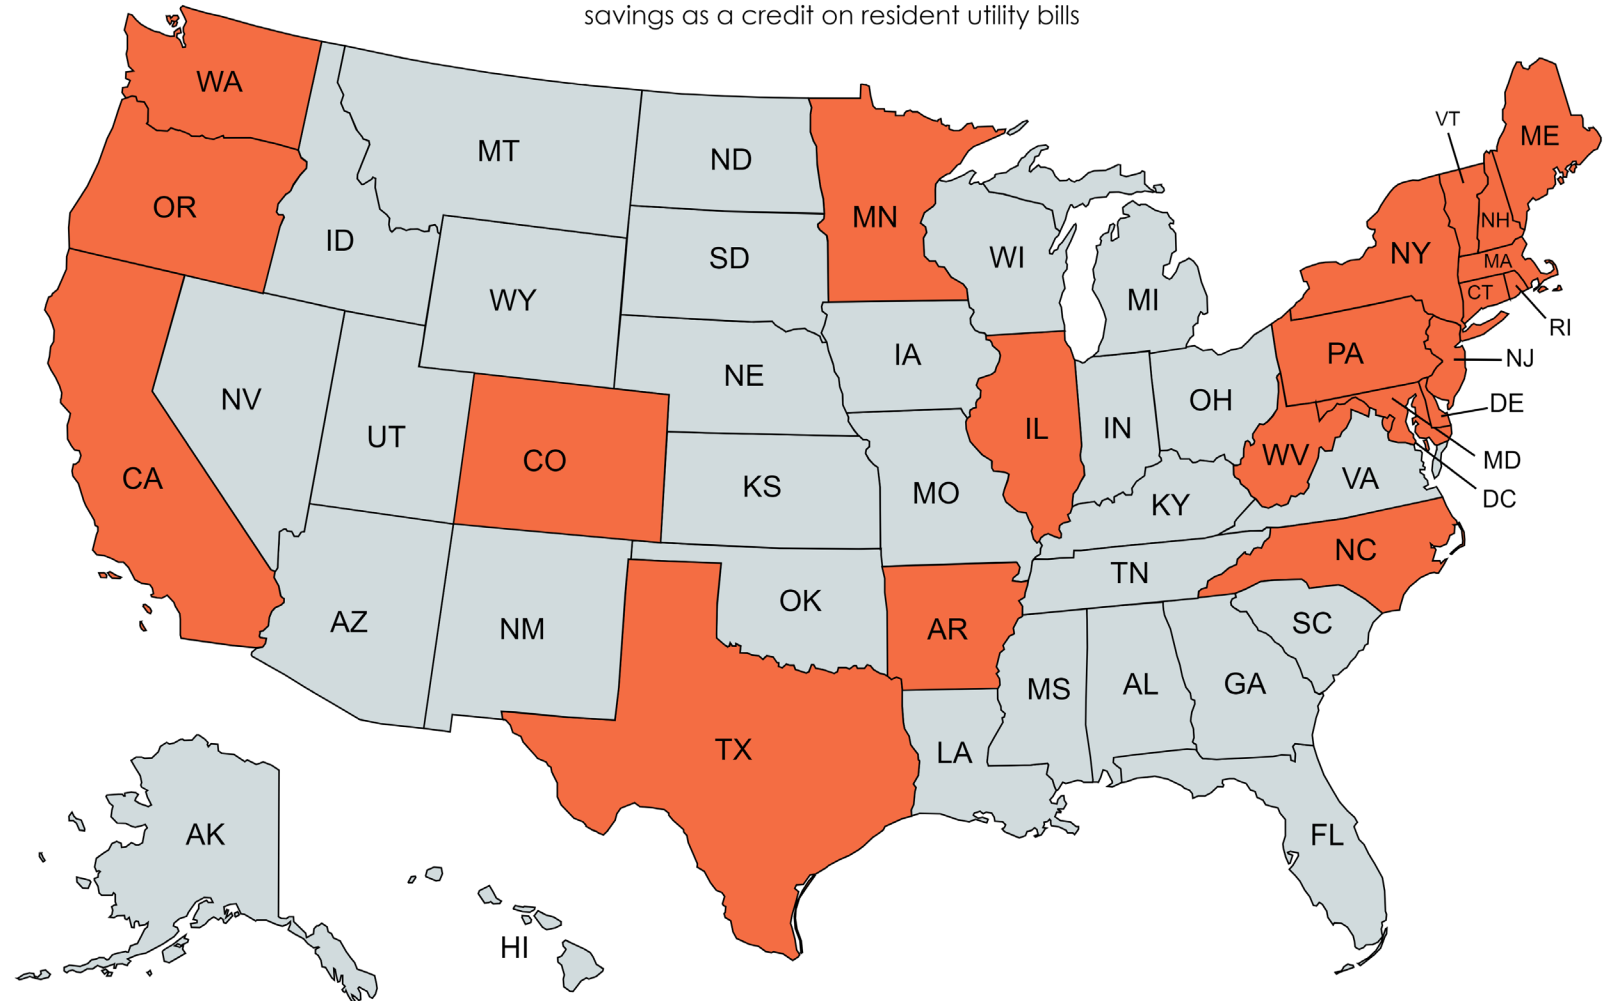 savings as a credit on resident utility bills
WA
MT
ND
VT
ME
OR
MN
NH
ID
SD
WI
NY
MA
WY
MI
CT
RI
IA
PA
NJ
NV
NE
OH
DE
UT
CO
IL
IN
WV
MD
CA
KS
MO
KY
VA
DC
NC
TN
AZ
NM
OK
AR
SC
MS
AL
GA
TX
LA
AK
FL
HI